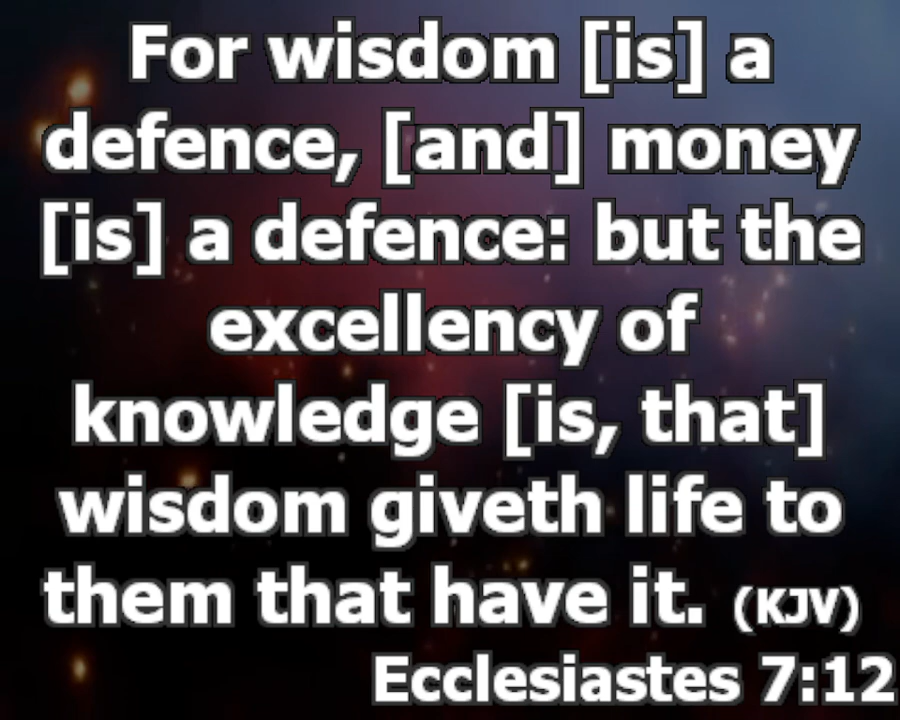 For wisdom [is] a
defence, [and] money
[is] a defence: but the
excellency of
knowledge [is, that]
wisdom giveth life to
them that have it. (KJV)
Ecclesiastes 7:12